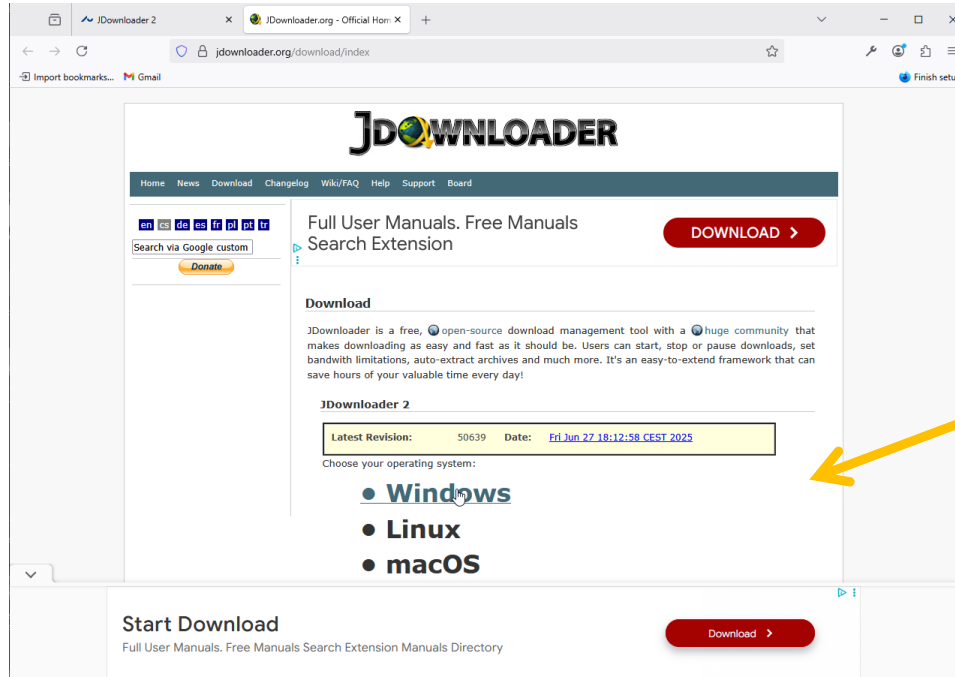 JDownloader 2
JDownloader.org - Official Hom
jdownloader.org/download/index
Import bookmarks...
Gmail
Finish setu
JDOWNLOADER
Home News Download Changelog Wiki/FAQ Help Support Board
en cs de es fr pl pt tr
Search via Google custom
Donate
Full User Manuals. Free Manuals
Search Extension
DOWNLOAD
Download
JDownloader is a free, open-source download management tool with a huge community that
makes downloading as easy and fast as it should be. Users can start, stop or pause downloads, set
bandwith limitations, auto-extract archives and much more. It's an easy-to-extend framework that can
save hours of your valuable time every day!
JDownloader 2
Latest Revision: 50639 Date: Fri Jun 27 18:12:58 CEST 2025
Choose your operating system:
• Windows
• Linux
• macOS
Start Download
Full User Manuals. Free Manuals Search Extension Manuals Directory
Download